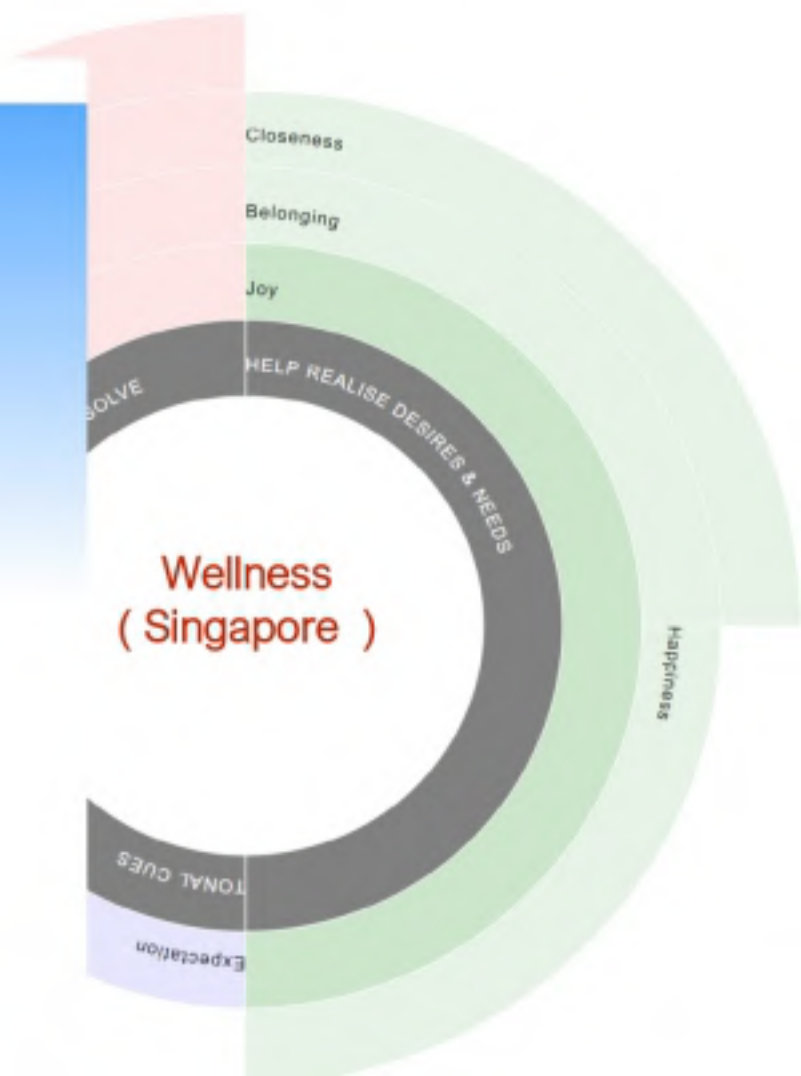 Closeness
Belonging
Joy
SOLVE
HELP REALISE DESIRES & NEEDS
Wellness
( Singapore )
Happiness
TONAL CUES
Expectation